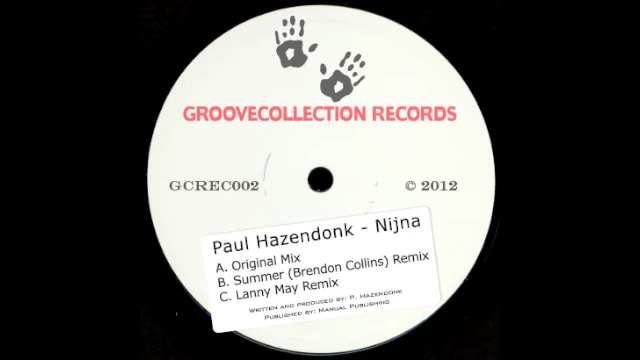 GROOVECOLLECTION RECORDS
GCREC002
© 2012
Paul Hazendonk - Nijna
A. Original Mix
B. Summer (Brendon Collins) Remix
C. Lanny May Remix
WRITTEN AND PRODUCED BY: P. HAZENDONK
PUBLISHED BY: MANUAL PUBLISHING